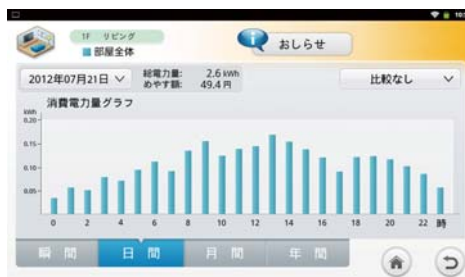 1F リビング
部屋全体
おしらせ
2012年07月21日
総電力量: 2.6 kWh
めやす額: 49.4 円
比較なし
消費電力量グラフ
kWh
0.20
0.15
0.10
0.05
0 2 4 6 8 10 12 14 16 18 20 22 時
瞬間 日間 月間 年間